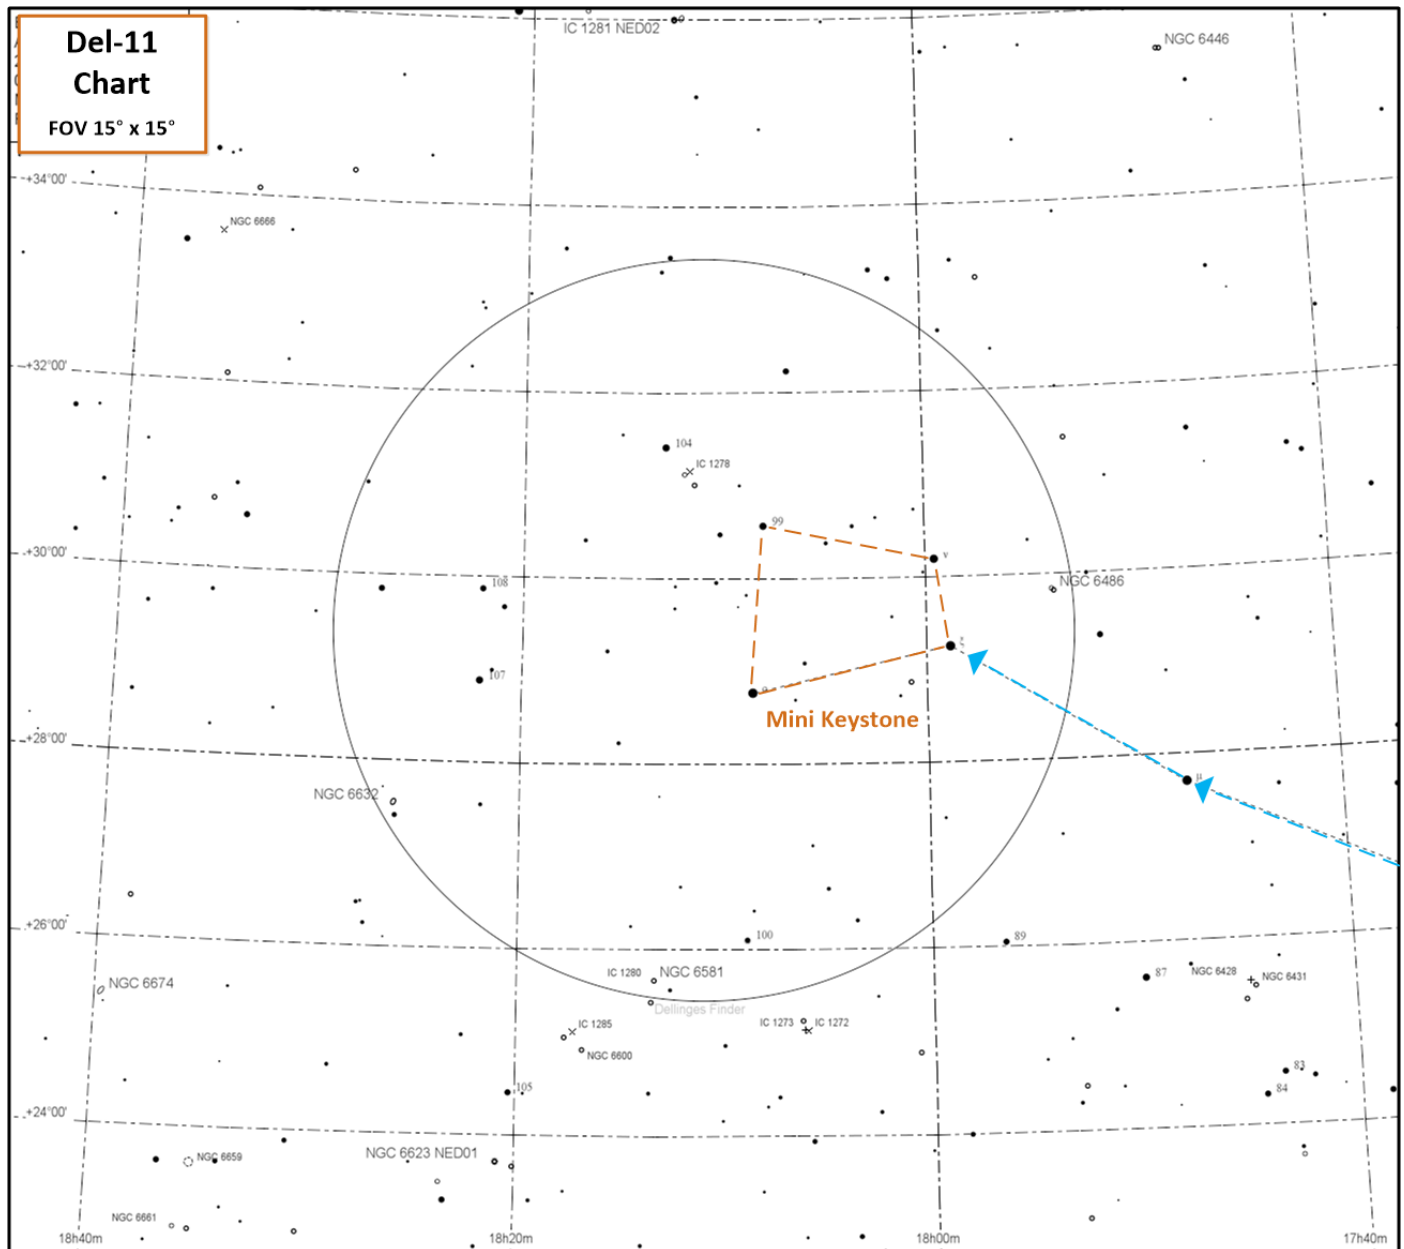 Del-11
Chart
FOV 15° x 15°
IC 1281 NED02
NGC 6446
+34°00'
NGC 6666
+32°00'
104
IC 1278
99
ν
+30°00'
108
NGC 6486
ξ
107
ο
Mini Keystone
+28°00'
μ
NGC 6632
+26°00'
100
89
IC 1280
NGC 6581
87
NGC 6428
NGC 6431
NGC 6674
Dellinges Finder
IC 1285
IC 1273
IC 1272
NGC 6600
83
84
105
+24°00'
NGC 6659
NGC 6623 NED01
NGC 6661
18h40m
18h20m
18h00m
17h40m